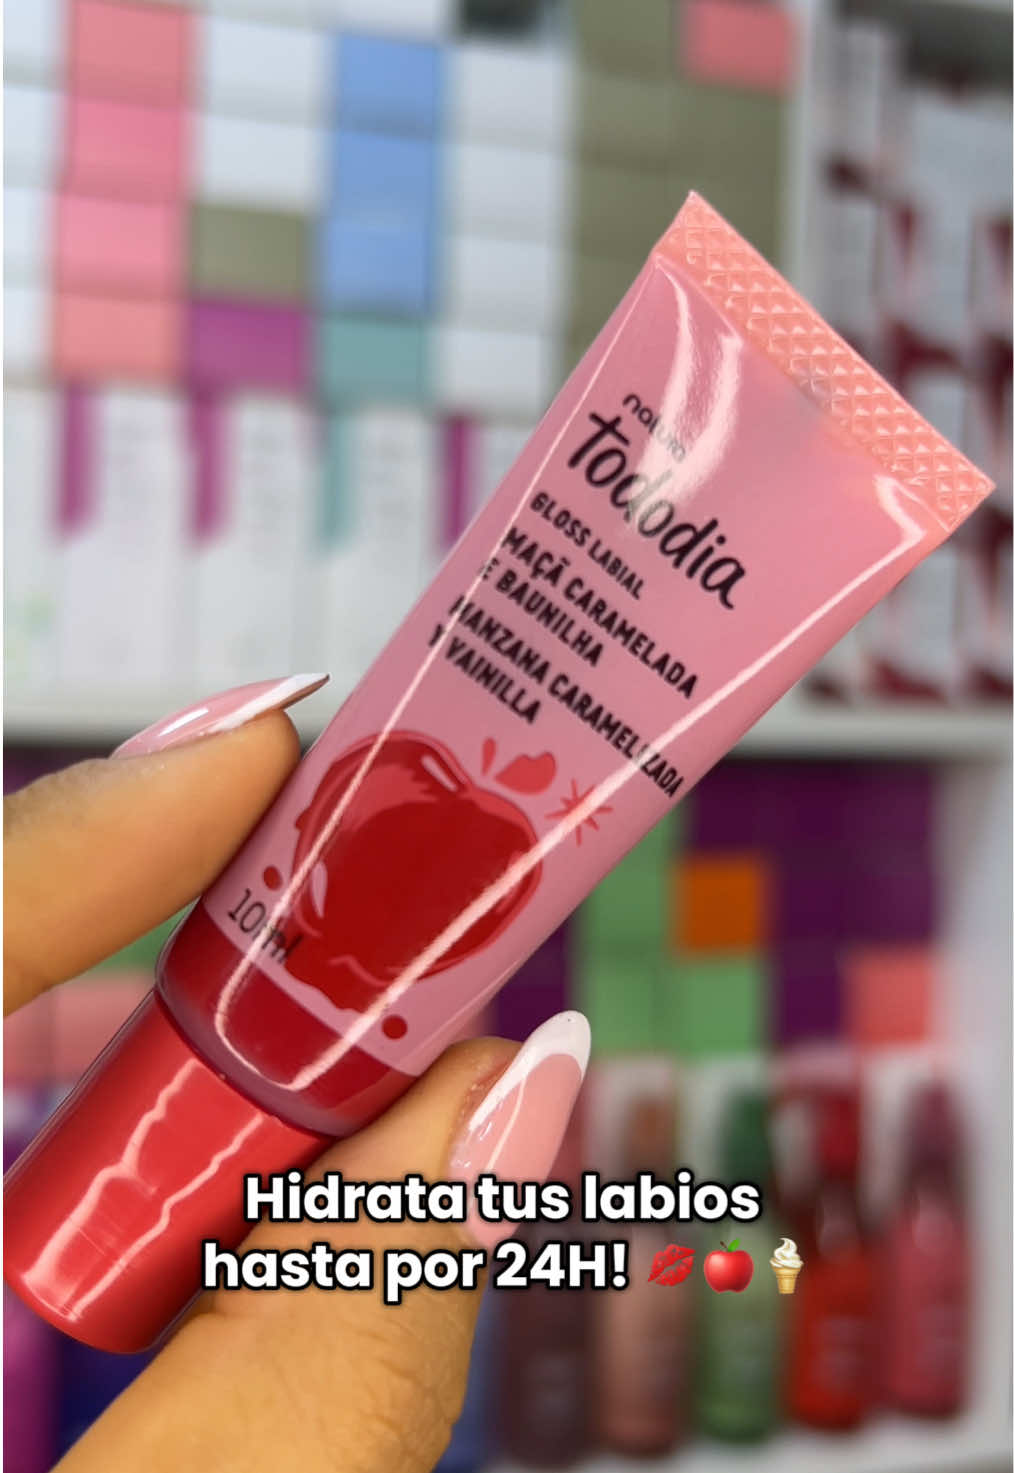 natura
Tododia
GLOSS LABIAL
MAÇÃ CARAMELADA
E BAUNILHA
MANZANA CARAMELIZADA
Y VAINILLA
10ml
Hidrata tus labios
hasta por 24H! 💋🍎🍦